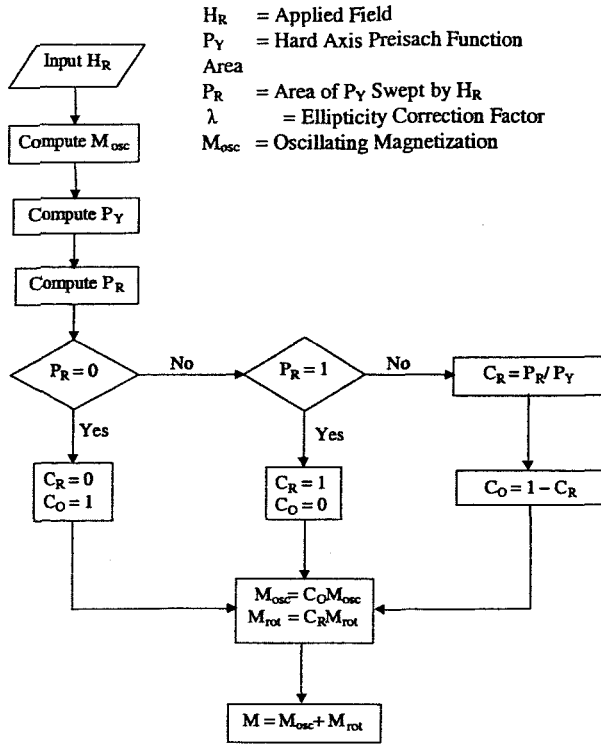 H_R = Applied Field
P_Y = Hard Axis Preisach Function
Area
P_R = Area of P_Y Swept by H_R
λ = Ellipticity Correction Factor
M_osc = Oscillating Magnetization
Input H_R
Compute M_osc
Compute P_Y
Compute P_R
P_R = 0
No
P_R = 1
No
C_R = P_R / P_Y
Yes
Yes
C_R = 0
C_O = 1
C_R = 1
C_O = 0
C_O = 1 – C_R
M_osc = C_O M_osc
M_rot = C_R M_rot
M = M_osc + M_rot